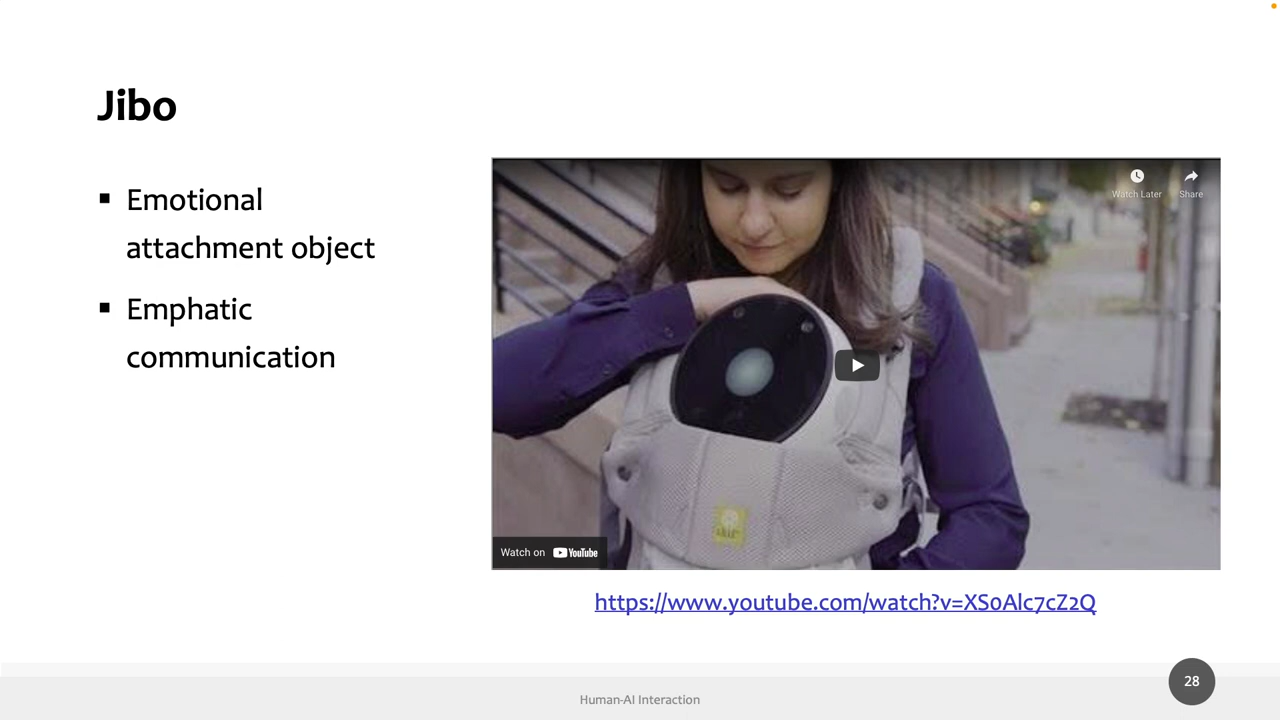 Jibo
▪ Emotional
attachment object
▪ Emphatic
communication
Watch Later
Share
Watch on YouTube
https://www.youtube.com/watch?v=XS0Alc7cZ2Q
Human-AI Interaction
28